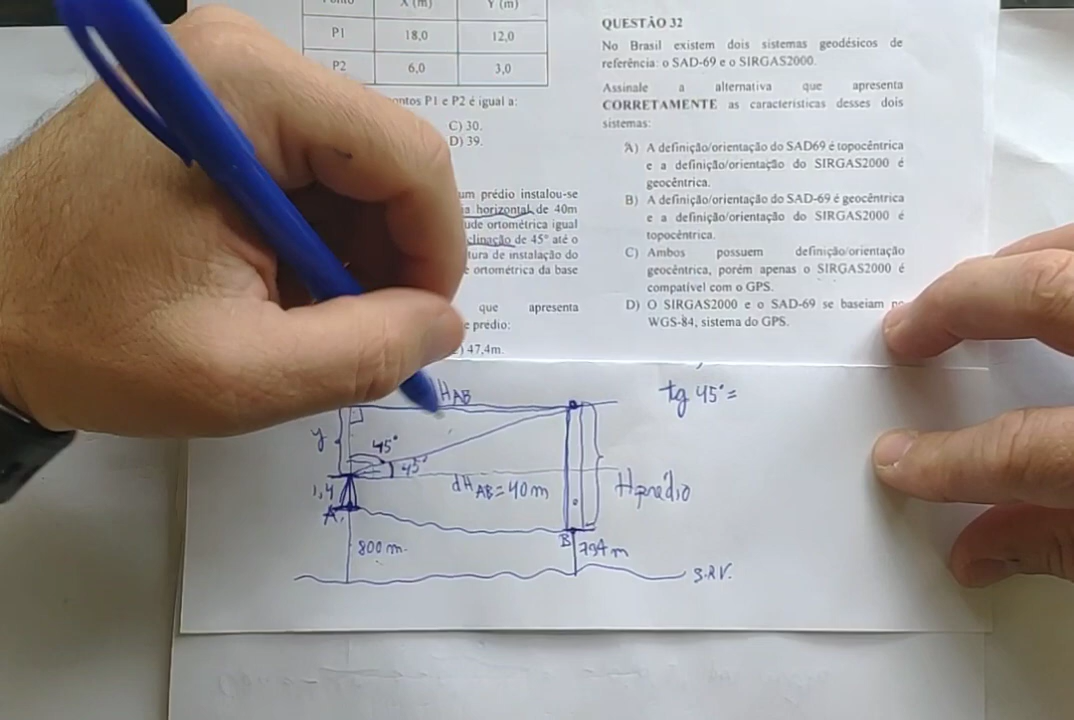 X (m) Y (m)
P1 18,0 12,0
P2 6,0 3,0
ontos P1 e P2 é igual a:
C) 30.
D) 39.
um prédio instalou-se
horizontal de 40m
ude ortométrica igual
clinação de 45° até o
tura de instalação do
e ortométrica da base
que apresenta
e prédio:
) 47,4m.
QUESTÃO 32
No Brasil existem dois sistemas geodésicos de
referência: o SAD-69 e o SIRGAS2000.
Assinale a alternativa que apresenta
CORRETAMENTE as características desses dois
sistemas:
A) A definição/orientação do SAD69 é topocêntrica
e a definição/orientação do SIRGAS2000 é
geocêntrica.
B) A definição/orientação do SAD-69 é geocêntrica
e a definição/orientação do SIRGAS2000 é
topocêntrica.
C) Ambos possuem definição/orientação
geocêntrica, porém apenas o SIRGAS2000 é
compatível com o GPS.
D) O SIRGAS2000 e o SAD-69 se baseiam no
WGS-84, sistema do GPS.
HAB
tg 45°=
y 45°
45°
1,4 dHAB=40m Hprédio
A
800 m. B 794m
S.R.V.